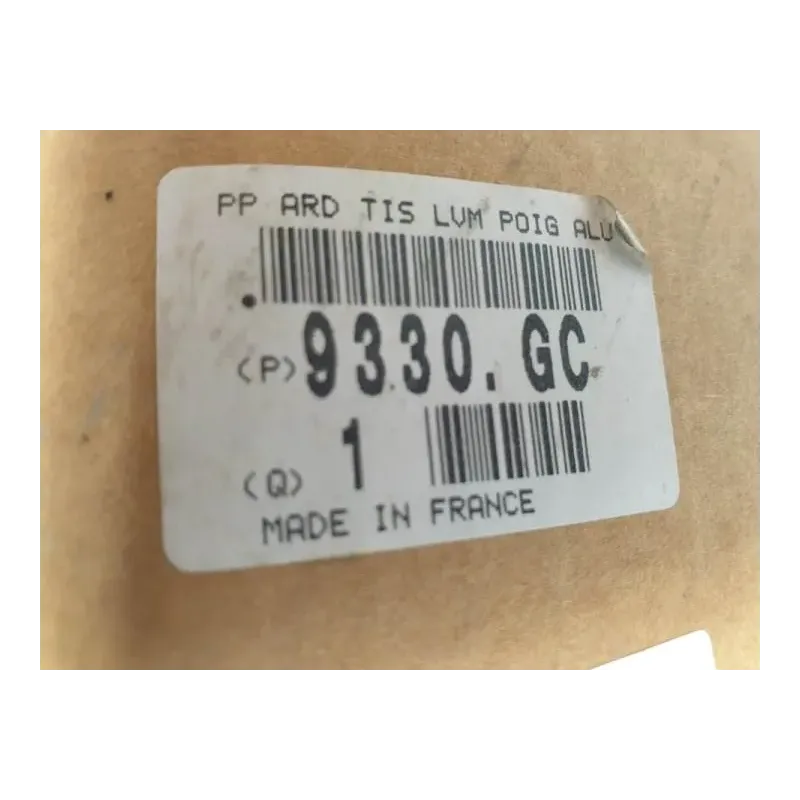 PP ARD TIS LVM POIG ALU
(P) 9330.GC
(Q) 1
MADE IN FRANCE